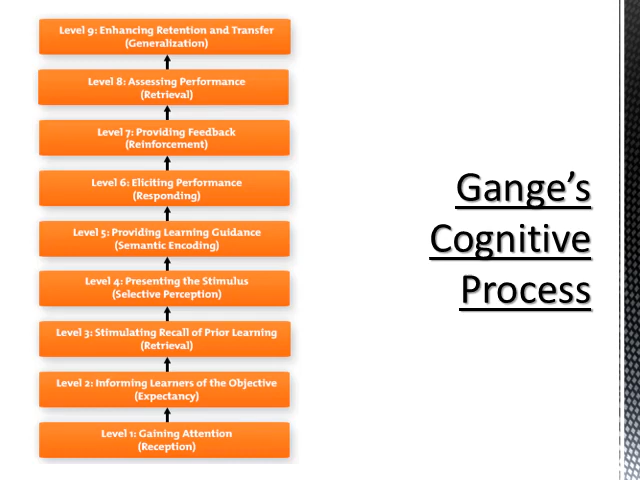 Level 9: Enhancing Retention and Transfer
(Generalization)
Level 8: Assessing Performance
(Retrieval)
Level 7: Providing Feedback
(Reinforcement)
Level 6: Eliciting Performance
(Responding)
Level 5: Providing Learning Guidance
(Semantic Encoding)
Level 4: Presenting the Stimulus
(Selective Perception)
Level 3: Stimulating Recall of Prior Learning
(Retrieval)
Level 2: Informing Learners of the Objective
(Expectancy)
Level 1: Gaining Attention
(Reception)
Gange's
Cognitive
Process